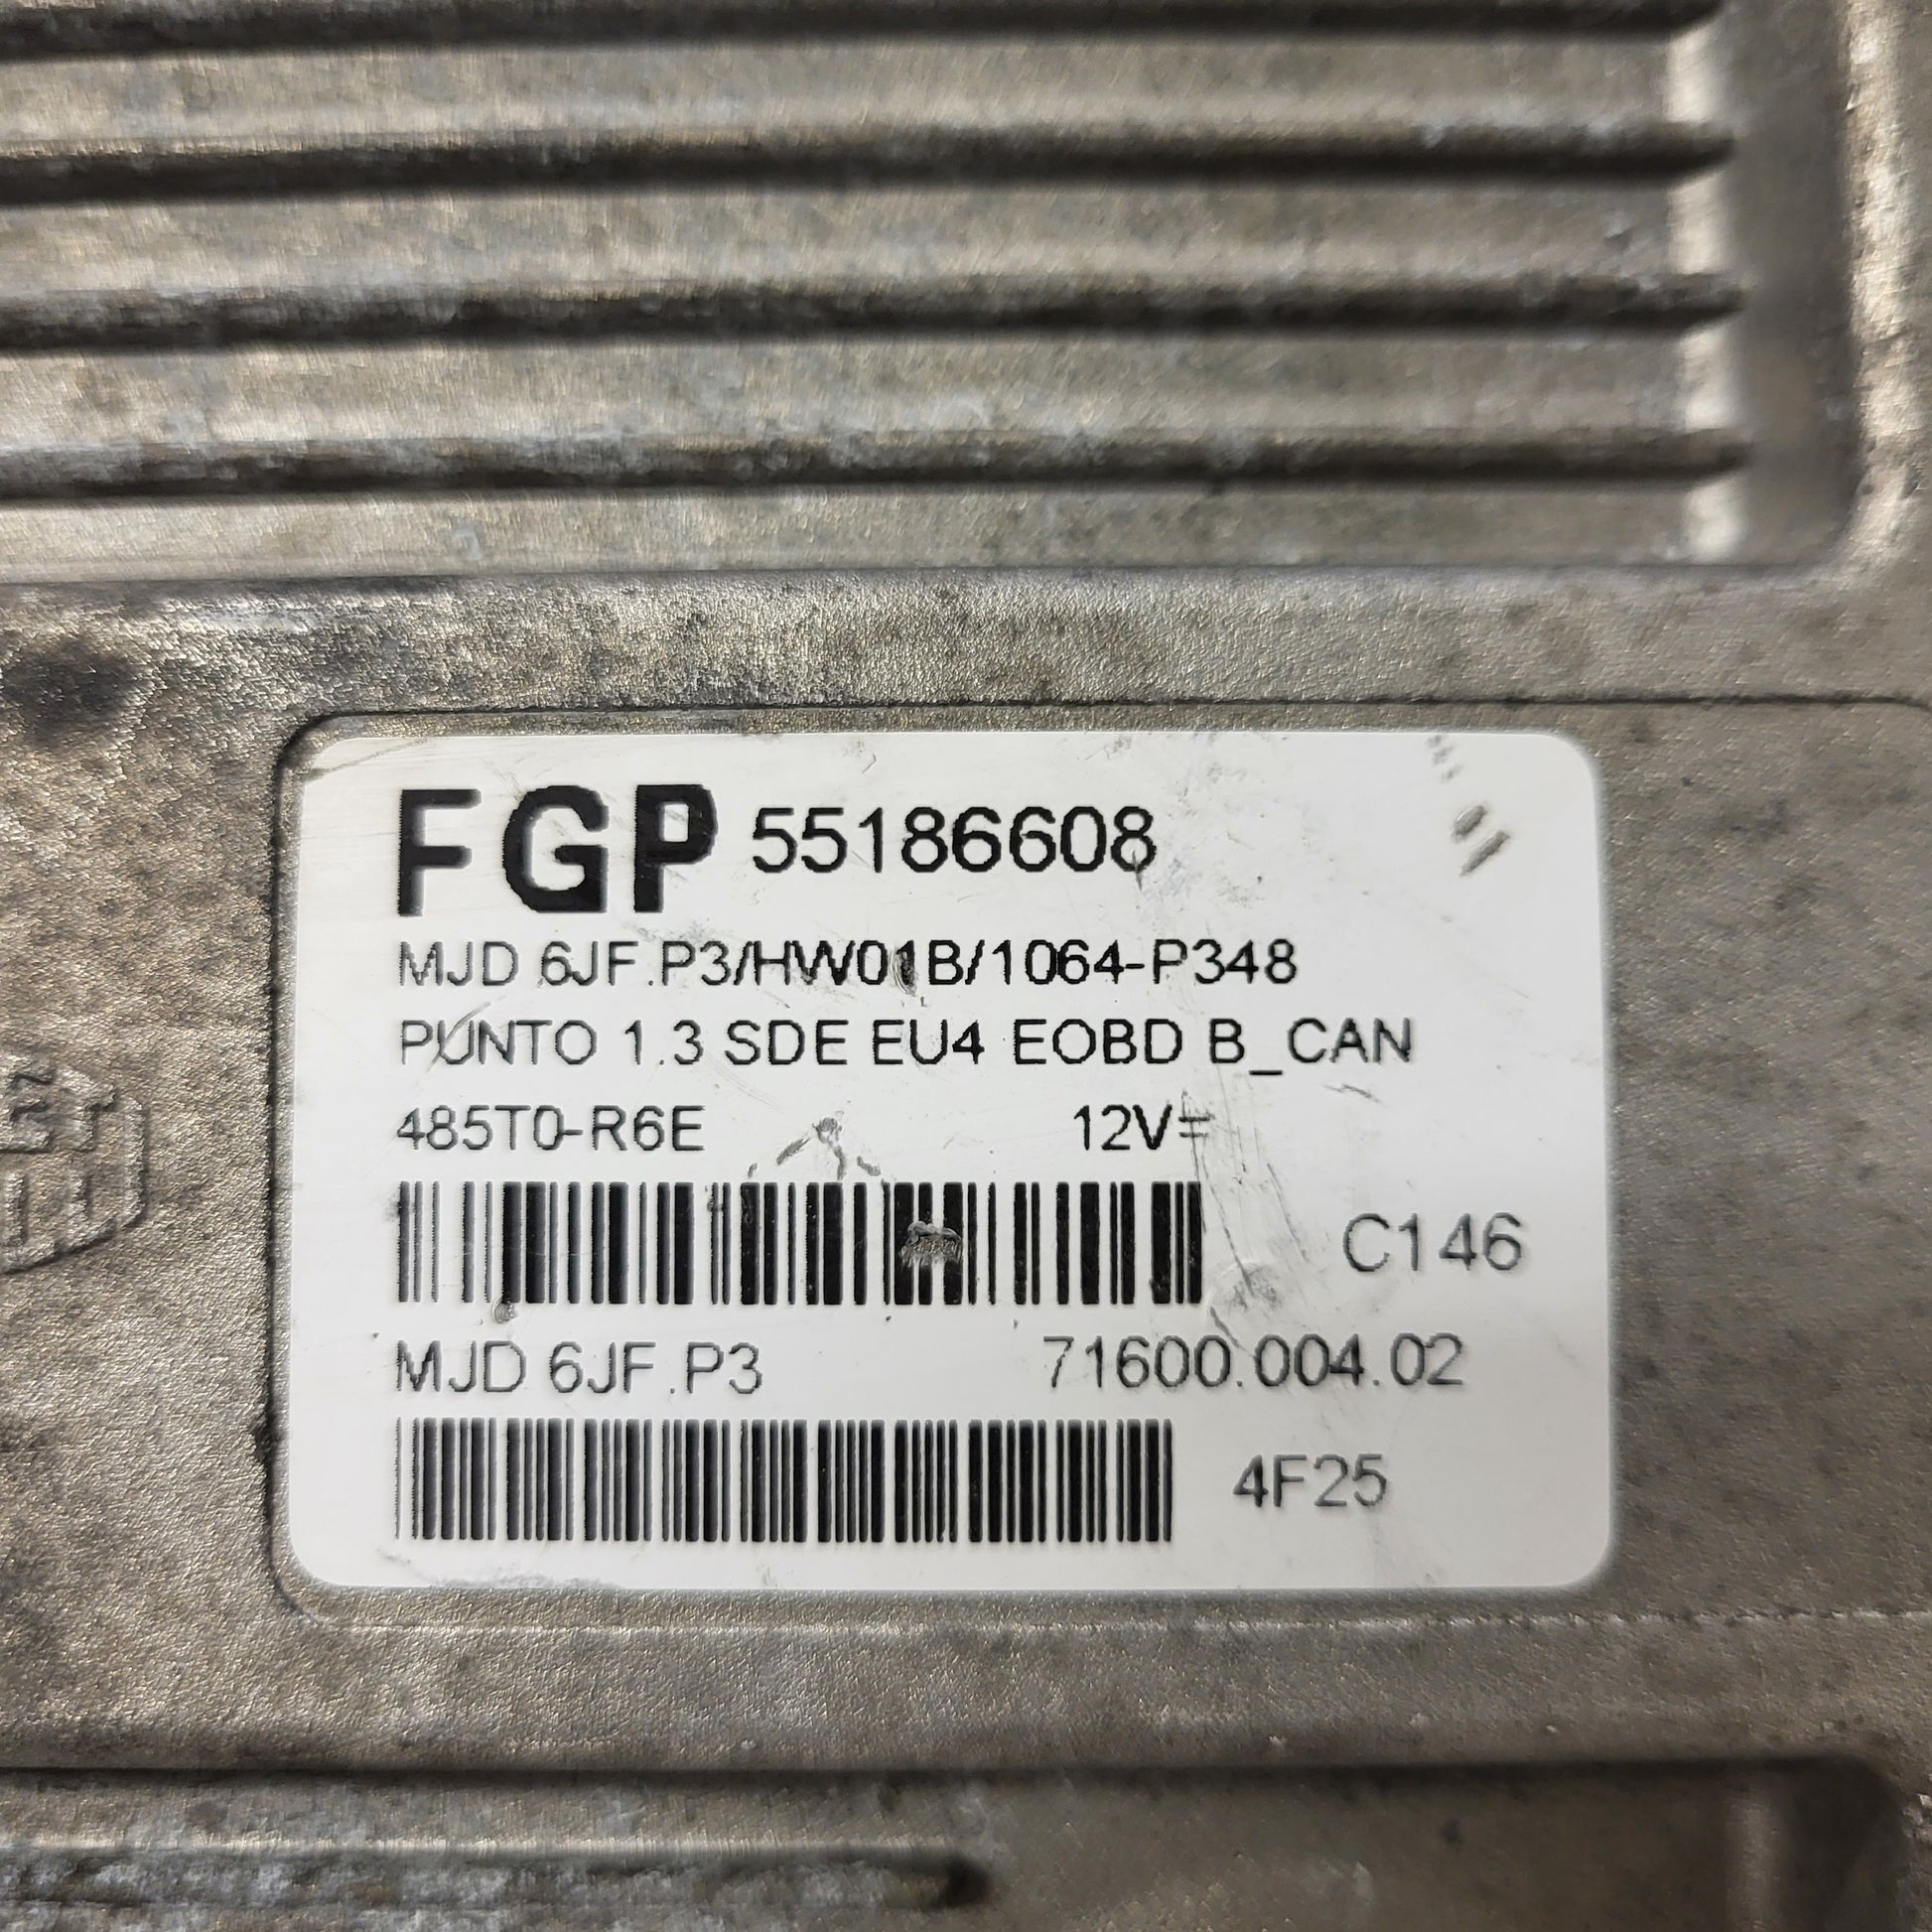 FGP 55186608
MJD 6JF.P3/HW01B/1064-P348
PUNTO 1.3 SDE EU4 EOBD B_CAN
485T0-R6E 12V=
C146
MJD 6JF.P3 71600.004.02
4F25